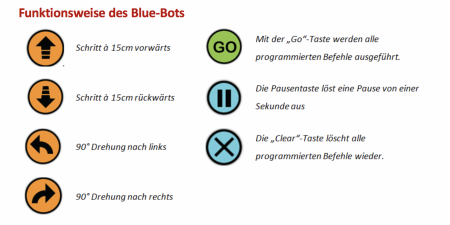 Funktionsweise des Blue-Bots
Schritt à 15cm vorwärts
Schritt à 15cm rückwärts
90° Drehung nach links
90° Drehung nach rechts
GO
Mit der „Go“-Taste werden alle
programmierten Befehle ausgeführt.
Die Pausentaste löst eine Pause von einer
Sekunde aus
Die „Clear“-Taste löscht alle
programmierten Befehle wieder.